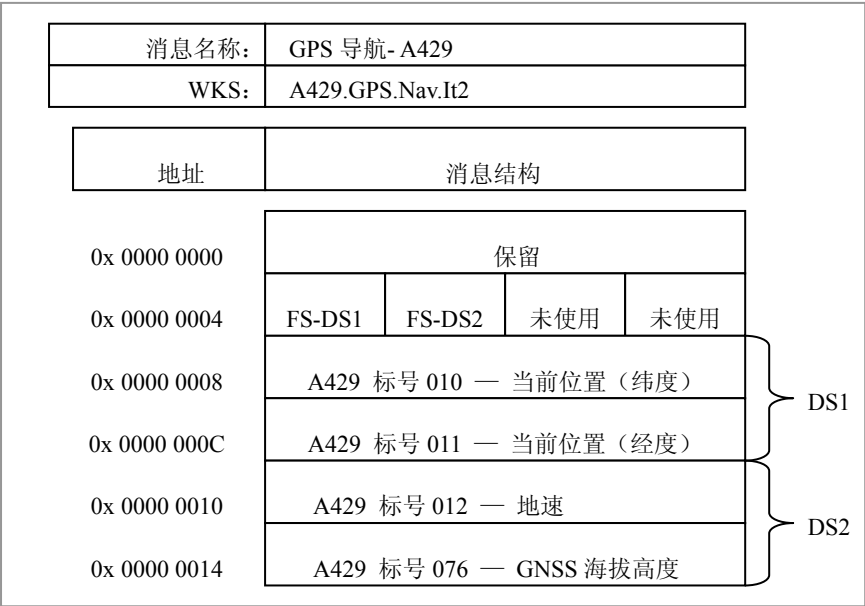 消息名称： GPS 导航- A429
WKS： A429.GPS.Nav.It2
地址 消息结构
0x 0000 0000 保留
0x 0000 0004 FS-DS1 FS-DS2 未使用 未使用
0x 0000 0008 A429 标号 010 — 当前位置（纬度）
DS1
0x 0000 000C A429 标号 011 — 当前位置（经度）
0x 0000 0010 A429 标号 012 — 地速
DS2
0x 0000 0014 A429 标号 076 — GNSS 海拔高度